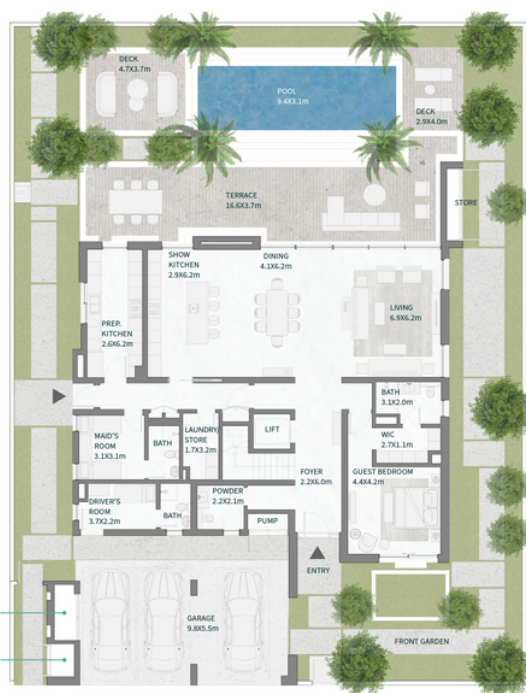 DECK
4.7X3.7m
POOL
9.4X3.1m
DECK
2.9X4.0m
TERRACE
16.6X3.7m
STORE
SHOW
KITCHEN
2.9X6.2m
DINING
4.1X6.2m
LIVING
6.9X6.2m
PREP.
KITCHEN
2.6X6.2m
BATH
3.1X2.0m
MAID'S
ROOM
3.1X3.1m
BATH
LAUNDRY/
STORE
1.7X3.2m
LIFT
WIC
2.7X1.1m
FOYER
2.2X6.0m
GUEST BEDROOM
4.4X4.2m
DRIVER'S
ROOM
3.7X2.2m
BATH
POWDER
2.2X2.1m
PUMP
ENTRY
GARAGE
9.8X5.5m
FRONT GARDEN